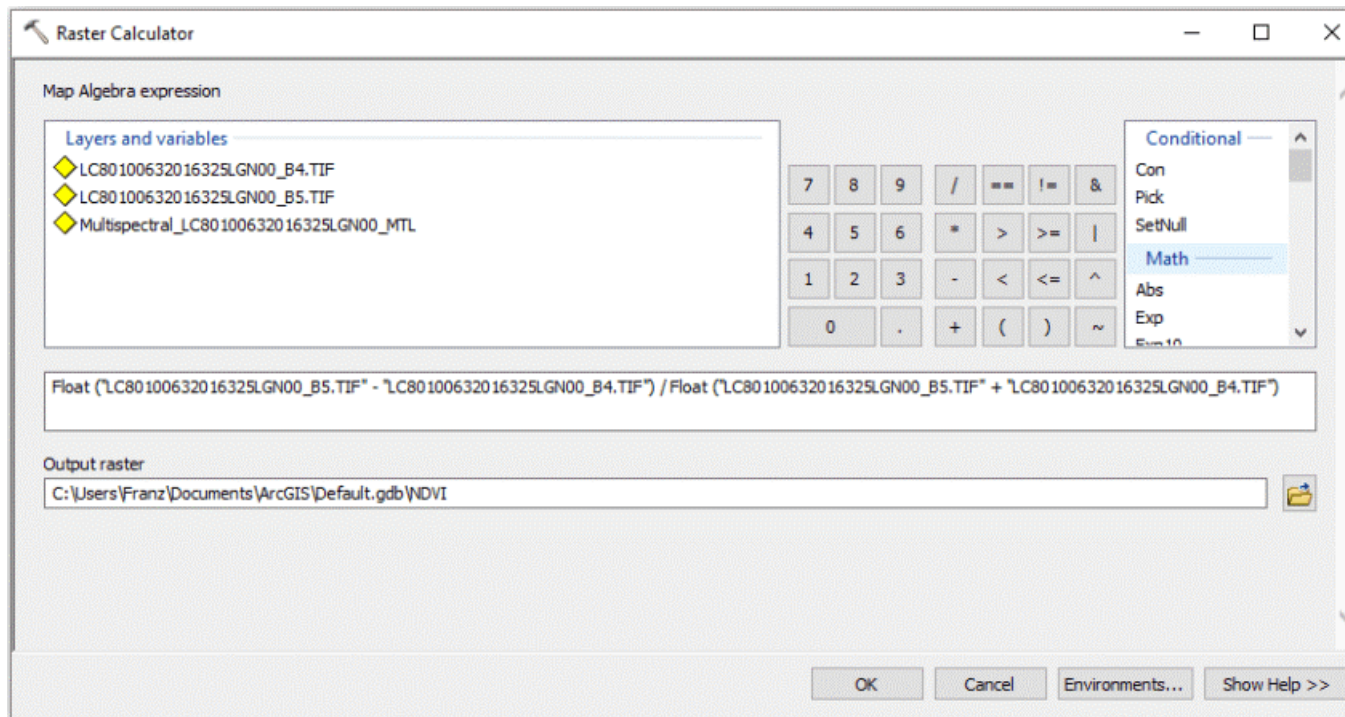 Raster Calculator
Map Algebra expression
Layers and variables
LC80100632016325LGN00_B4.TIF
LC80100632016325LGN00_B5.TIF
Multispectral_LC80100632016325LGN00_MTL
7 8 9 / == != &
4 5 6 * > >= |
1 2 3 - < <= ^
0 . + ( ) ~
Conditional
Con
Pick
SetNull
Math
Abs
Exp
Exp10
Float ("LC80100632016325LGN00_B5.TIF" - "LC80100632016325LGN00_B4.TIF") / Float ("LC80100632016325LGN00_B5.TIF" + "LC80100632016325LGN00_B4.TIF")
Output raster
C:\Users\Franz\Documents\ArcGIS\Default.gdb\NDVI
OK Cancel Environments... Show Help >>